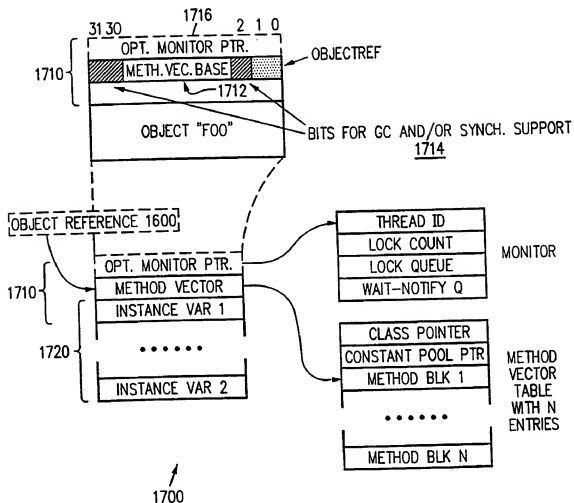 31 30 1716 2 1 0
OPT. MONITOR PTR.
1710
METH.VEC.BASE
OBJECTREF
1712
OBJECT "FOO"
BITS FOR GC AND/OR SYNCH. SUPPORT
1714
OBJECT REFERENCE 1600
OPT. MONITOR PTR.
1710
METHOD VECTOR
INSTANCE VAR 1
1720
••••••
INSTANCE VAR 2
1700
THREAD ID
LOCK COUNT
LOCK QUEUE
WAIT-NOTIFY Q
MONITOR
CLASS POINTER
CONSTANT POOL PTR
METHOD BLK 1
••••••
METHOD BLK N
METHOD
VECTOR
TABLE
WITH N
ENTRIES